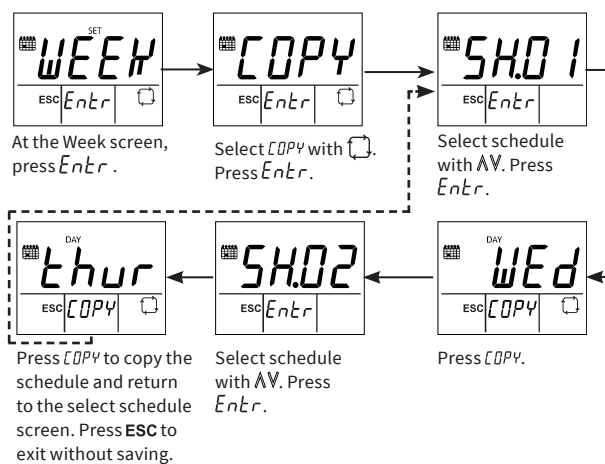 SET
WEEK
ESC Entr
At the Week screen,
press Entr .
COPY
ESC Entr
Select COPY with .
Press Entr .
SH.01
ESC Entr
Select schedule
with ΛV. Press
Entr .
DAY
WEd
ESC COPY
Press COPY.
SH.02
ESC Entr
Select schedule
with ΛV. Press
Entr .
DAY
thur
ESC COPY
Press COPY to copy the
schedule and return
to the select schedule
screen. Press ESC to
exit without saving.